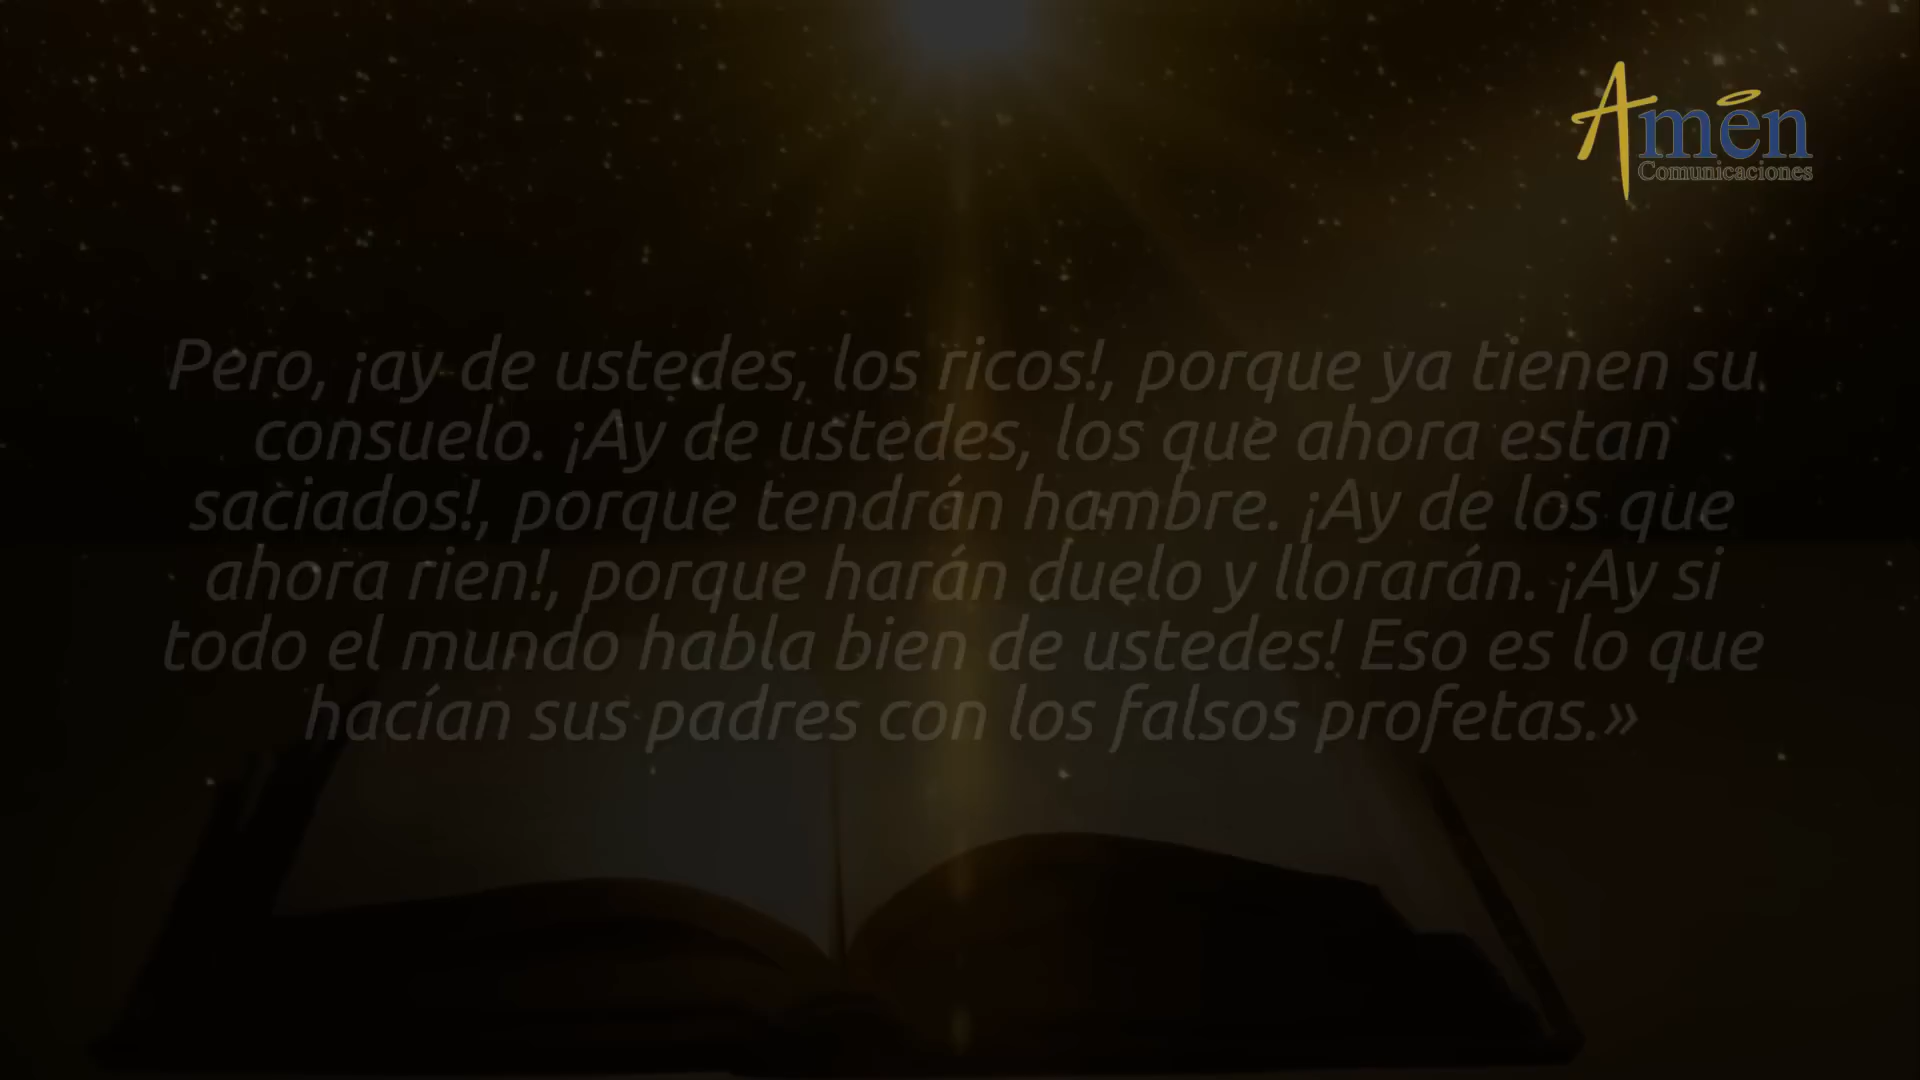 Amén
Comunicaciones
Pero, ¡ay de ustedes, los ricos!, porque ya tienen su
consuelo. ¡Ay de ustedes, los que ahora estan
saciados!, porque tendrán hambre. ¡Ay de los que
ahora rien!, porque harán duelo y llorarán. ¡Ay si
todo el mundo habla bien de ustedes! Eso es lo que
hacían sus padres con los falsos profetas.»